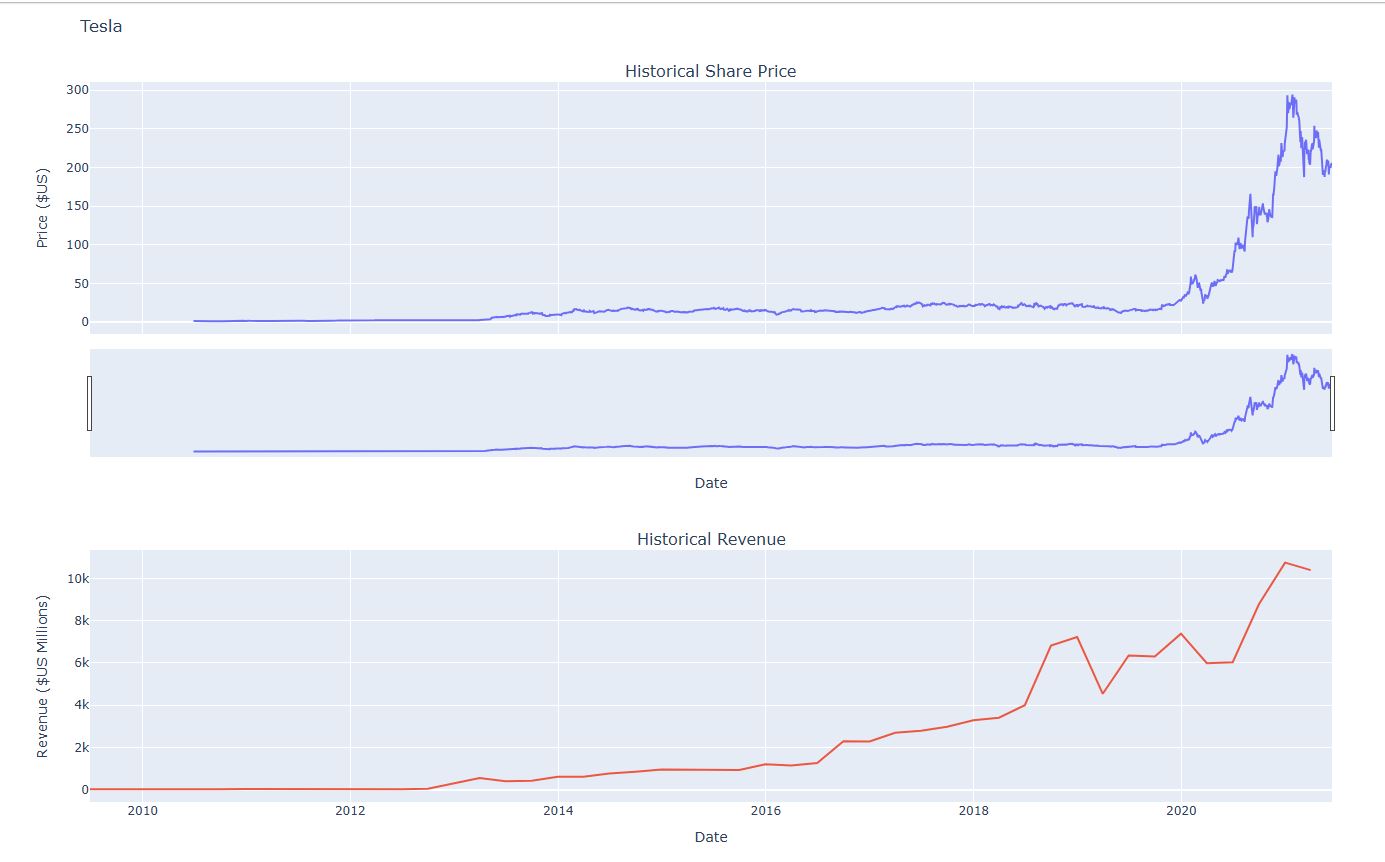 Tesla
Historical Share Price
300
250
200
150
100
50
0
Price ($US)
Date
Historical Revenue
10k
8k
6k
4k
2k
0
Revenue ($US Millions)
2010 2012 2014 2016 2018 2020
Date